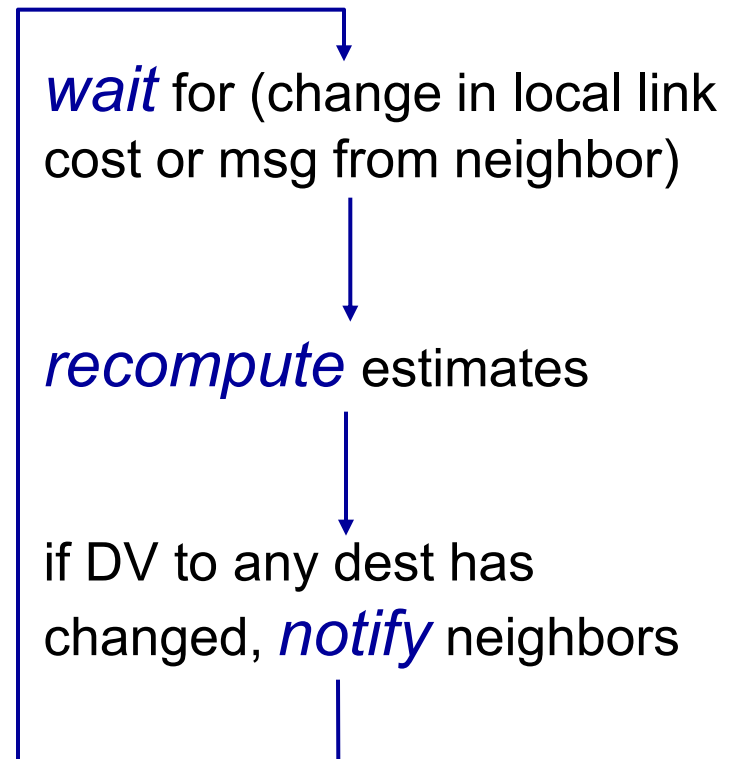 wait for (change in local link
cost or msg from neighbor)
recompute estimates
if DV to any dest has
changed, notify neighbors